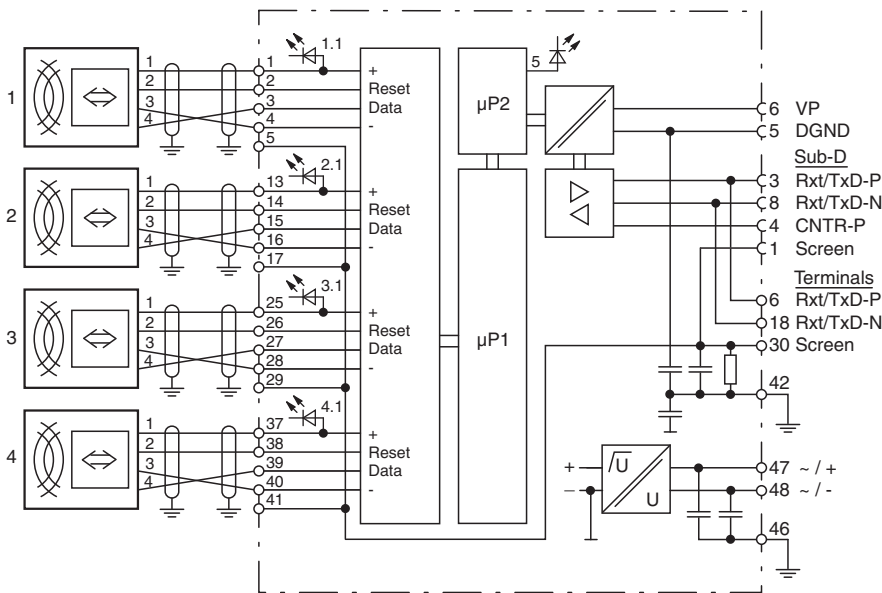 1
1
2
3
4
1
2
3
4
5
1.1
+
Reset
Data
-
2
1
2
3
4
13
14
15
16
17
2.1
+
Reset
Data
-
3
1
2
3
4
25
26
27
28
29
3.1
+
Reset
Data
-
4
1
2
3
4
37
38
39
40
41
4.1
+
Reset
Data
-
µP2
5
µP1
6 VP
5 DGND
Sub-D
3 Rxt/TxD-P
8 Rxt/TxD-N
4 CNTR-P
1 Screen
Terminals
6 Rxt/TxD-P
18 Rxt/TxD-N
30 Screen
42
+
−
√U
U
47 ~ / +
48 ~ / -
46